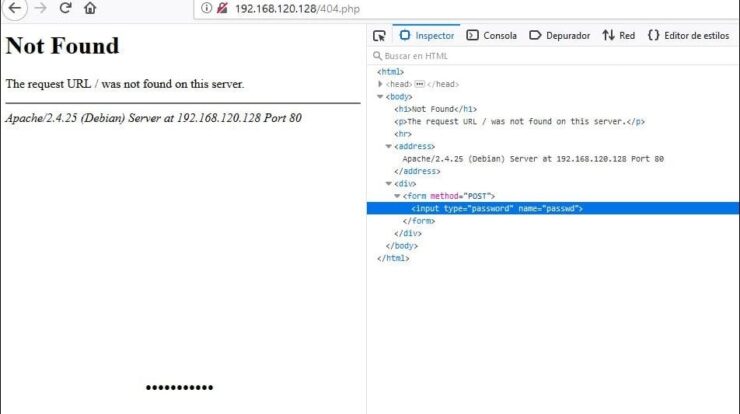 192.168.120.128/404.php
Not Found
The request URL / was not found on this server.
Apache/2.4.25 (Debian) Server at 192.168.120.128 Port 80
•••••••••••
Inspector Consola Depurador Red {} Editor de estilos
Buscar en HTML
<html>
<head> </head>
<body>
<h1>Not Found</h1>
<p>The request URL / was not found on this server.</p>
<hr>
<address>
Apache/2.4.25 (Debian) Server at 192.168.120.128 Port 80
</address>
<div>
<form method="POST">
<input type="password" name="passwd">
</form>
</div>
</body>
</html>